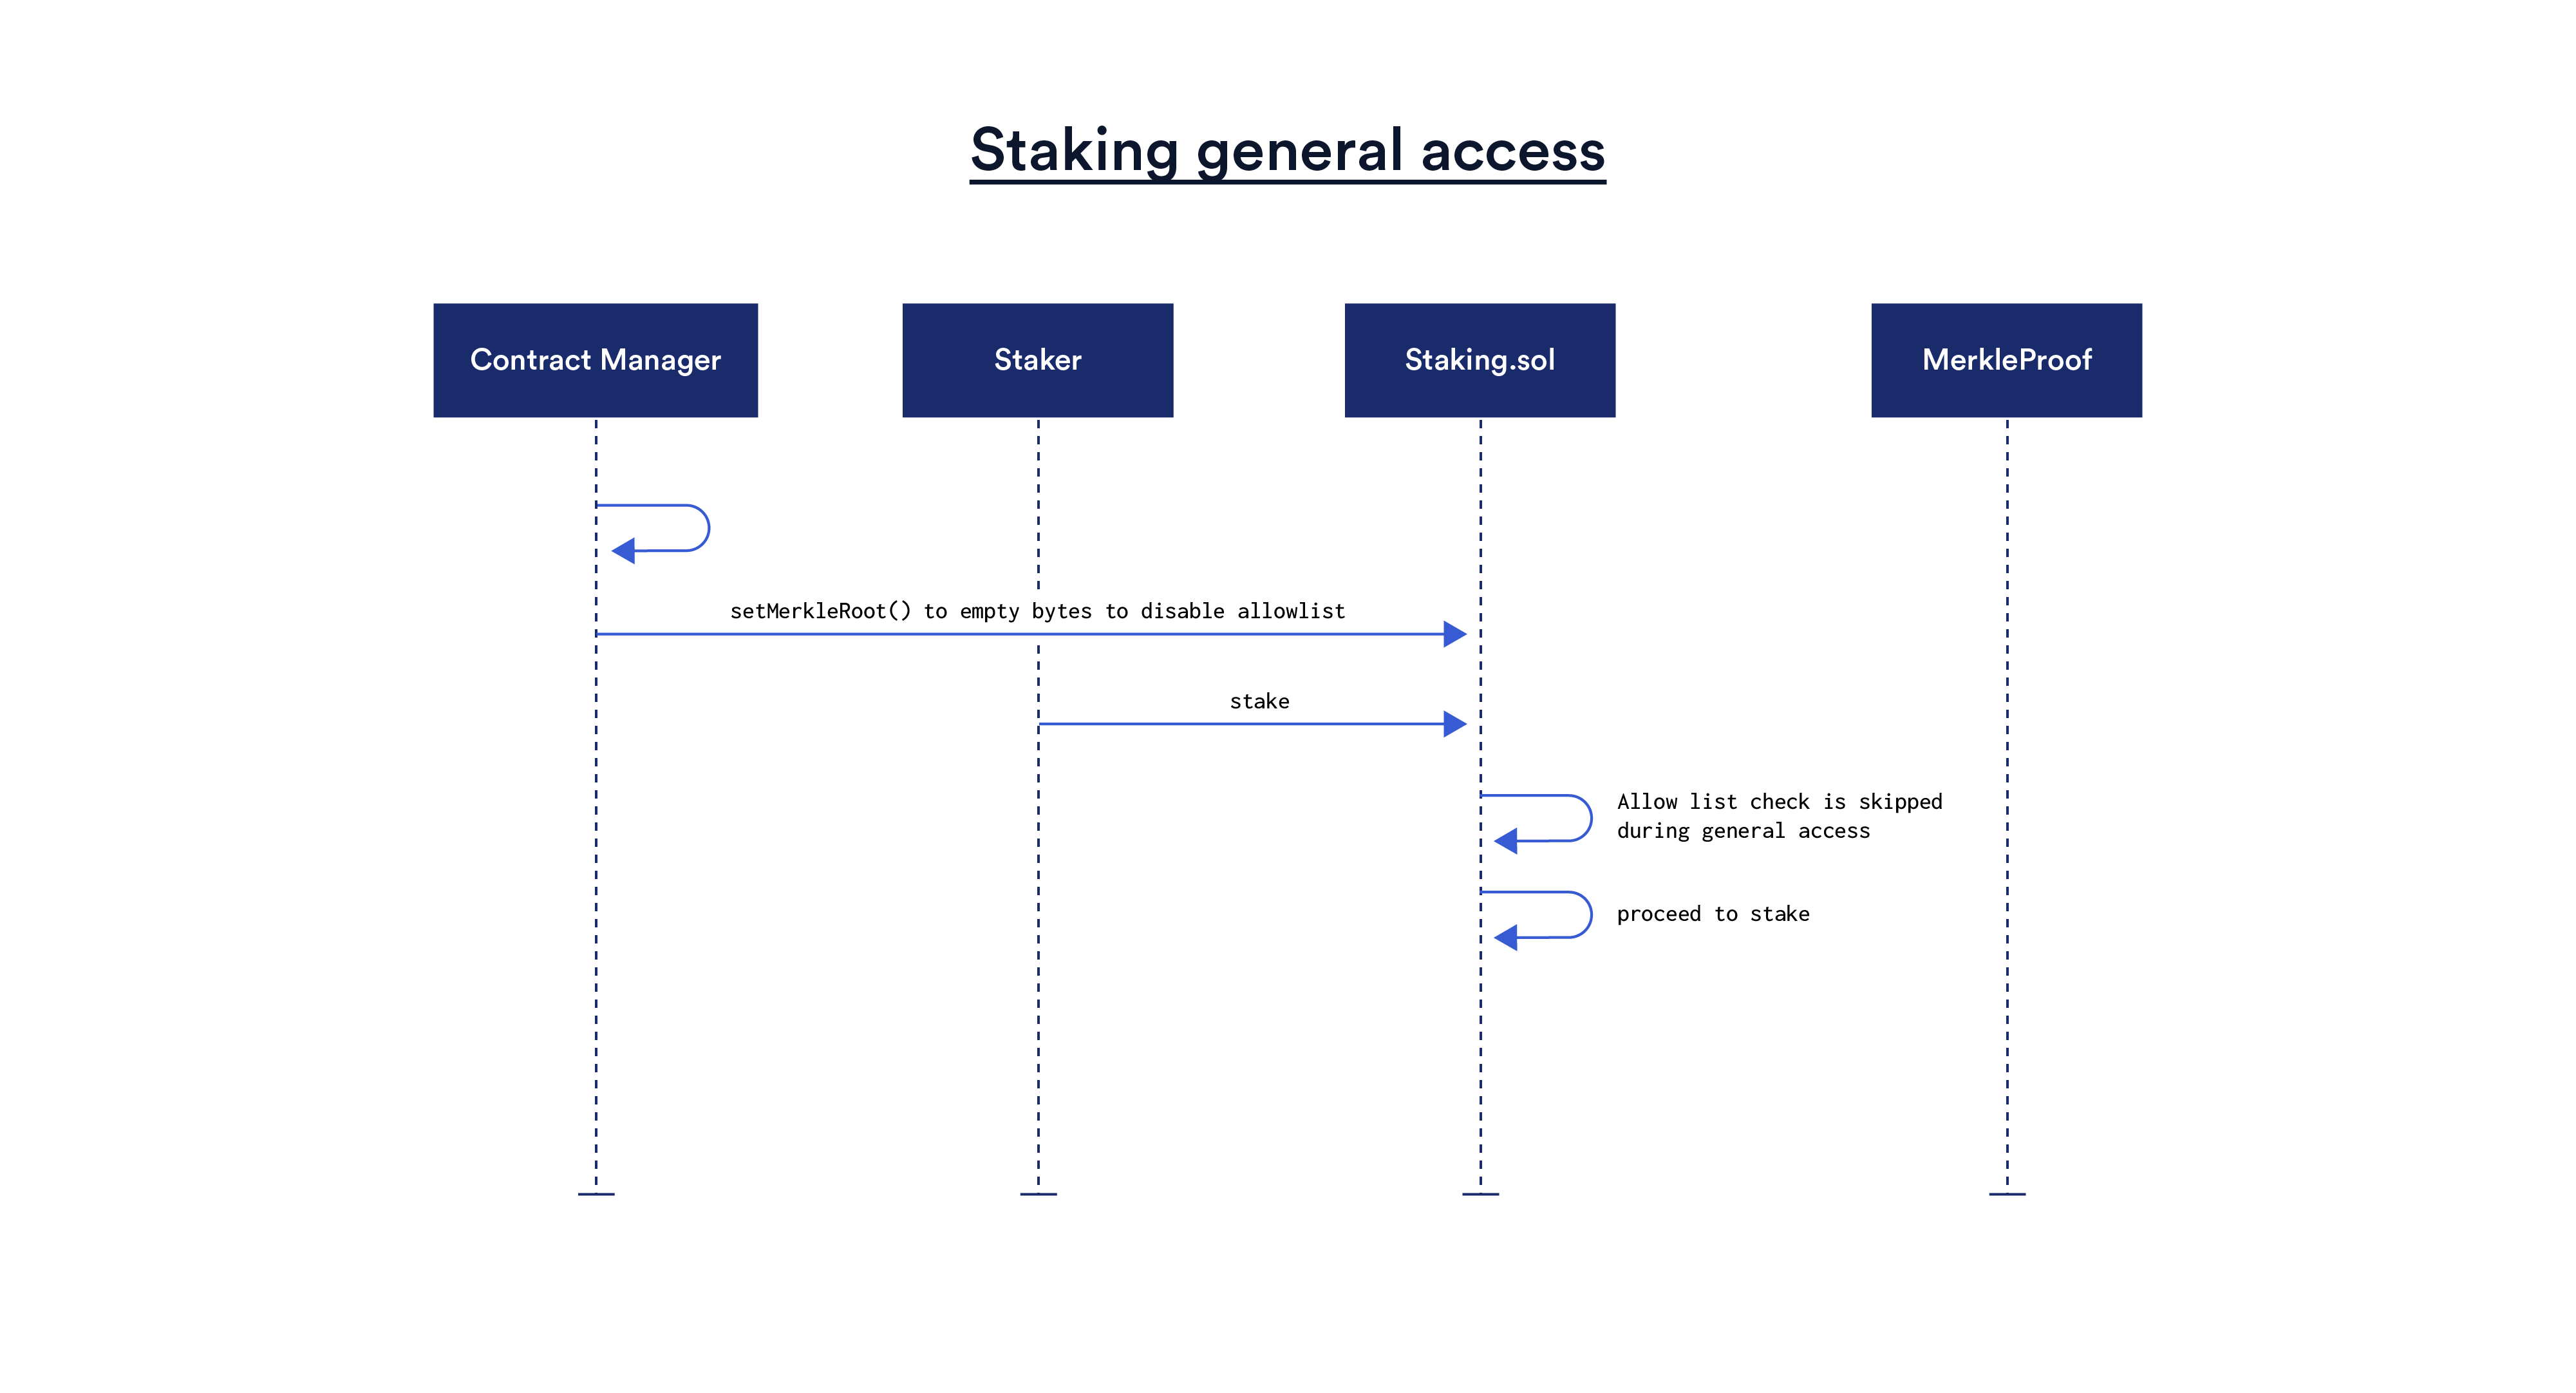 Staking general access
Contract Manager
Staker
Staking.sol
MerkleProof
setMerkleRoot() to empty bytes to disable allowlist
stake
Allow list check is skipped
during general access
proceed to stake